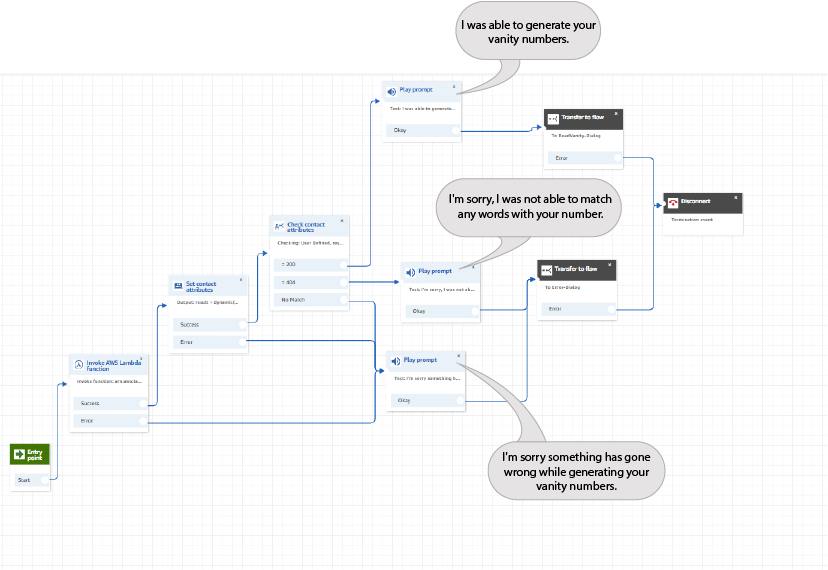 I was able to generate your
vanity numbers.
Play prompt
Text: I was able to generate...
Okay
Transfer to flow
To ReadVanity-Dialog
Error
I'm sorry, I was not able to match
any words with your number.
Disconnect
Termination event
Check contact
attributes
Checking: User Defined, res...
= 200
= 404
No Match
Play prompt
Text: I'm sorry, I was not ab...
Okay
Transfer to flow
To Error-Dialog
Error
Set contact
attributes
Output: result = Dynamic(...
Success
Error
Play prompt
Text: I'm sorry something h...
Okay
Invoke AWS Lambda
function
Invoke function: arn:aws:la...
Success
Error
Entry
point
Start
I'm sorry something has gone
wrong while generating your
vanity numbers.